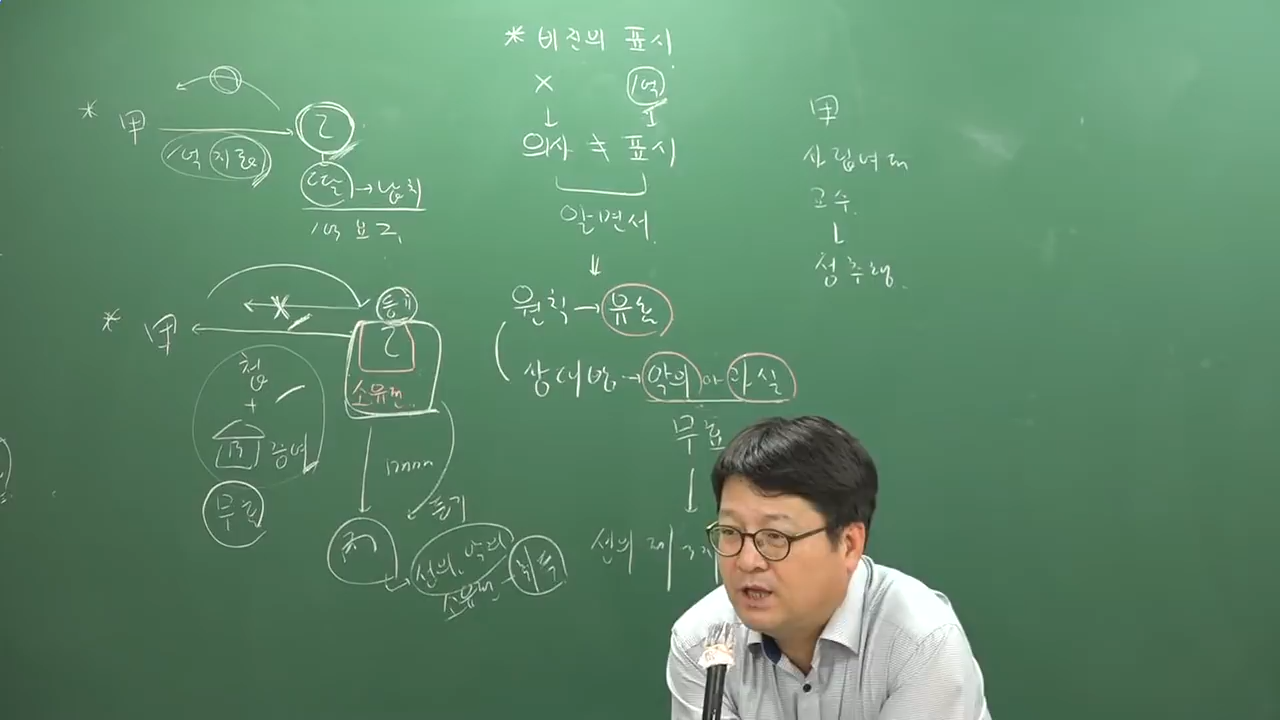 * 甲 乙
1억 지급
딸 → 납치
1억 보고
* 甲 등기
乙
소유권
첩
+
증여
무효
등기
丙
선의, 악의
소유권 취득
* 비진의 표시
X 1억
↓
의사 ≠ 표시
알면서
⇓
원칙 → 유효
상대방 → 악의 or 과실
무효
↓
선의 제3자
甲
사립여대
교수
↓
성추행